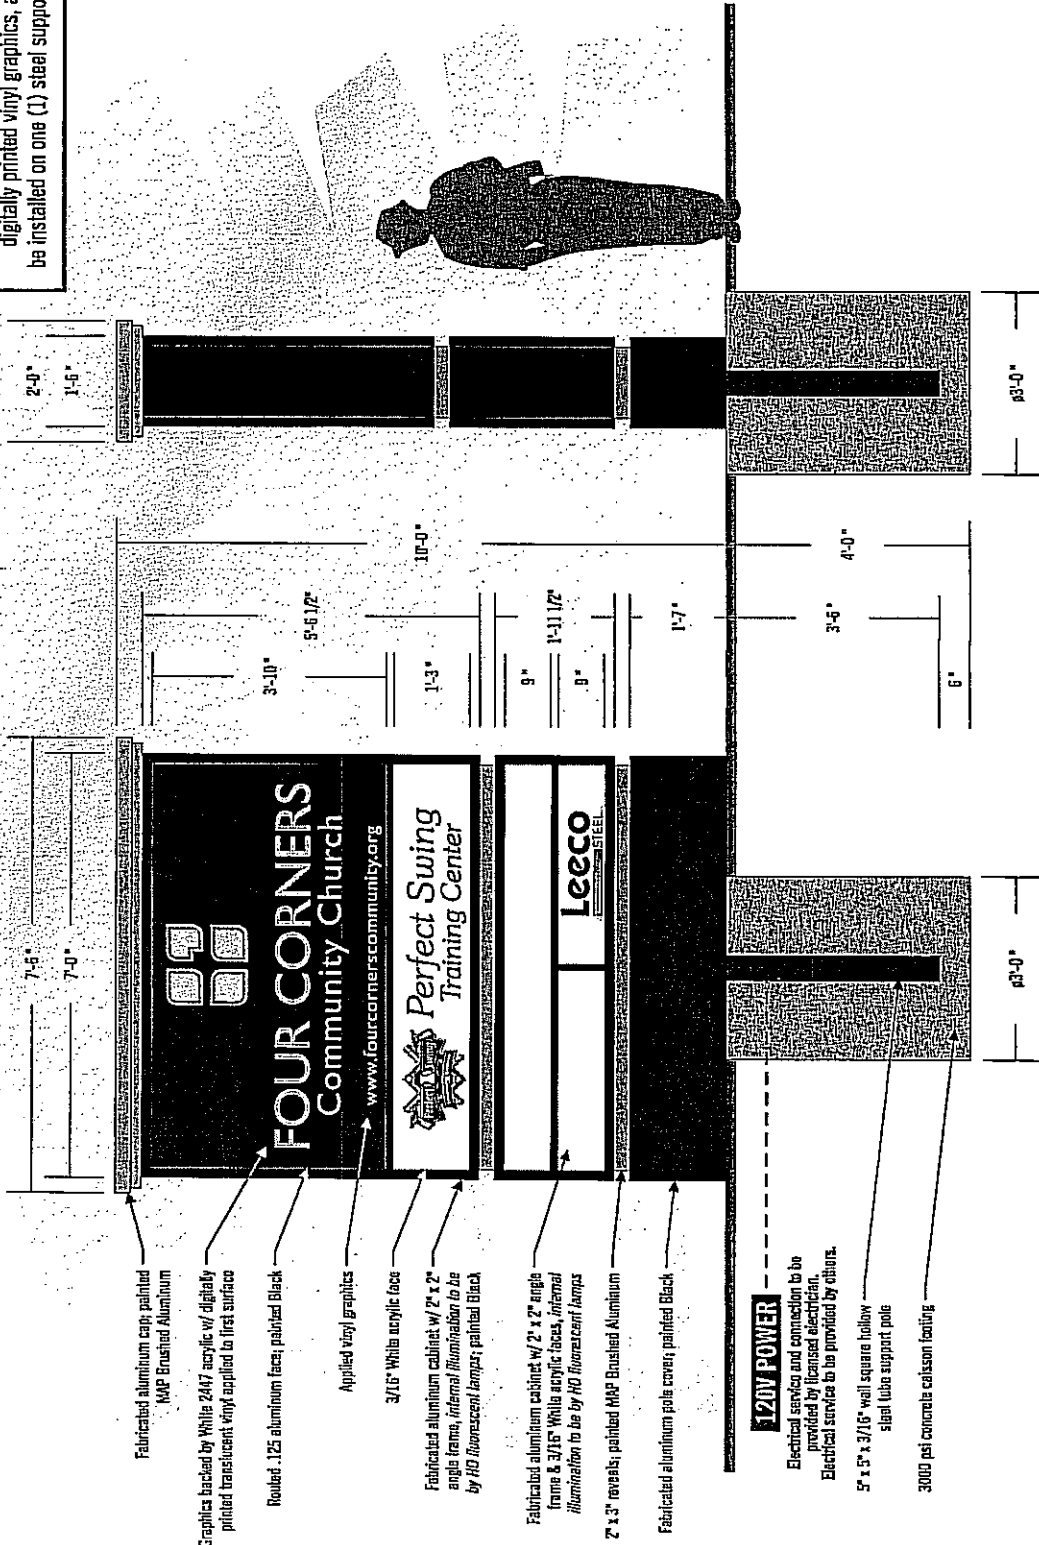 digitally printed vinyl graphics,
be installed on one (1) steel
2'-0"
1'-6"
7'-6"
7'-0"
10'-0"
5'-6 1/2"
3'-10"
1'-3"
1'-11 1/2"
9"
9"
1'-7"
4'-0"
3'-6"
6"
ø3'-0"
ø3'-0"
FOUR CORNERS
Community Church
www.fourcornerscommunity.org
Perfect Swing
Training Center
Leeco
STEEL
Fabricated aluminum cap; painted
MAP Brushed Aluminum
Graphics backed by White 2447 acrylic w/ digitally
printed translucent vinyl applied to first surface
Routed .125 aluminum face; painted Black
Applied vinyl graphics
3/16" White acrylic face
Fabricated aluminum cabinet w/ 2" x 2"
angle frame, internal illumination to be
by HO fluorescent lamps; painted Black
Fabricated aluminum cabinet w/ 2" x 2" angle
frame & 3/16" White acrylic faces, internal
illumination to be by HO fluorescent lamps
2" x 3" reveals; painted MAP Brushed Aluminum
Fabricated aluminum pole cover; painted Black
120V POWER
Electrical service and connection to be
provided by licensed electrician.
Electrical service to be provided by others.
5" x 5" x 3/16" wall square hollow
steel tube support pole
3000 psi concrete caisson footing